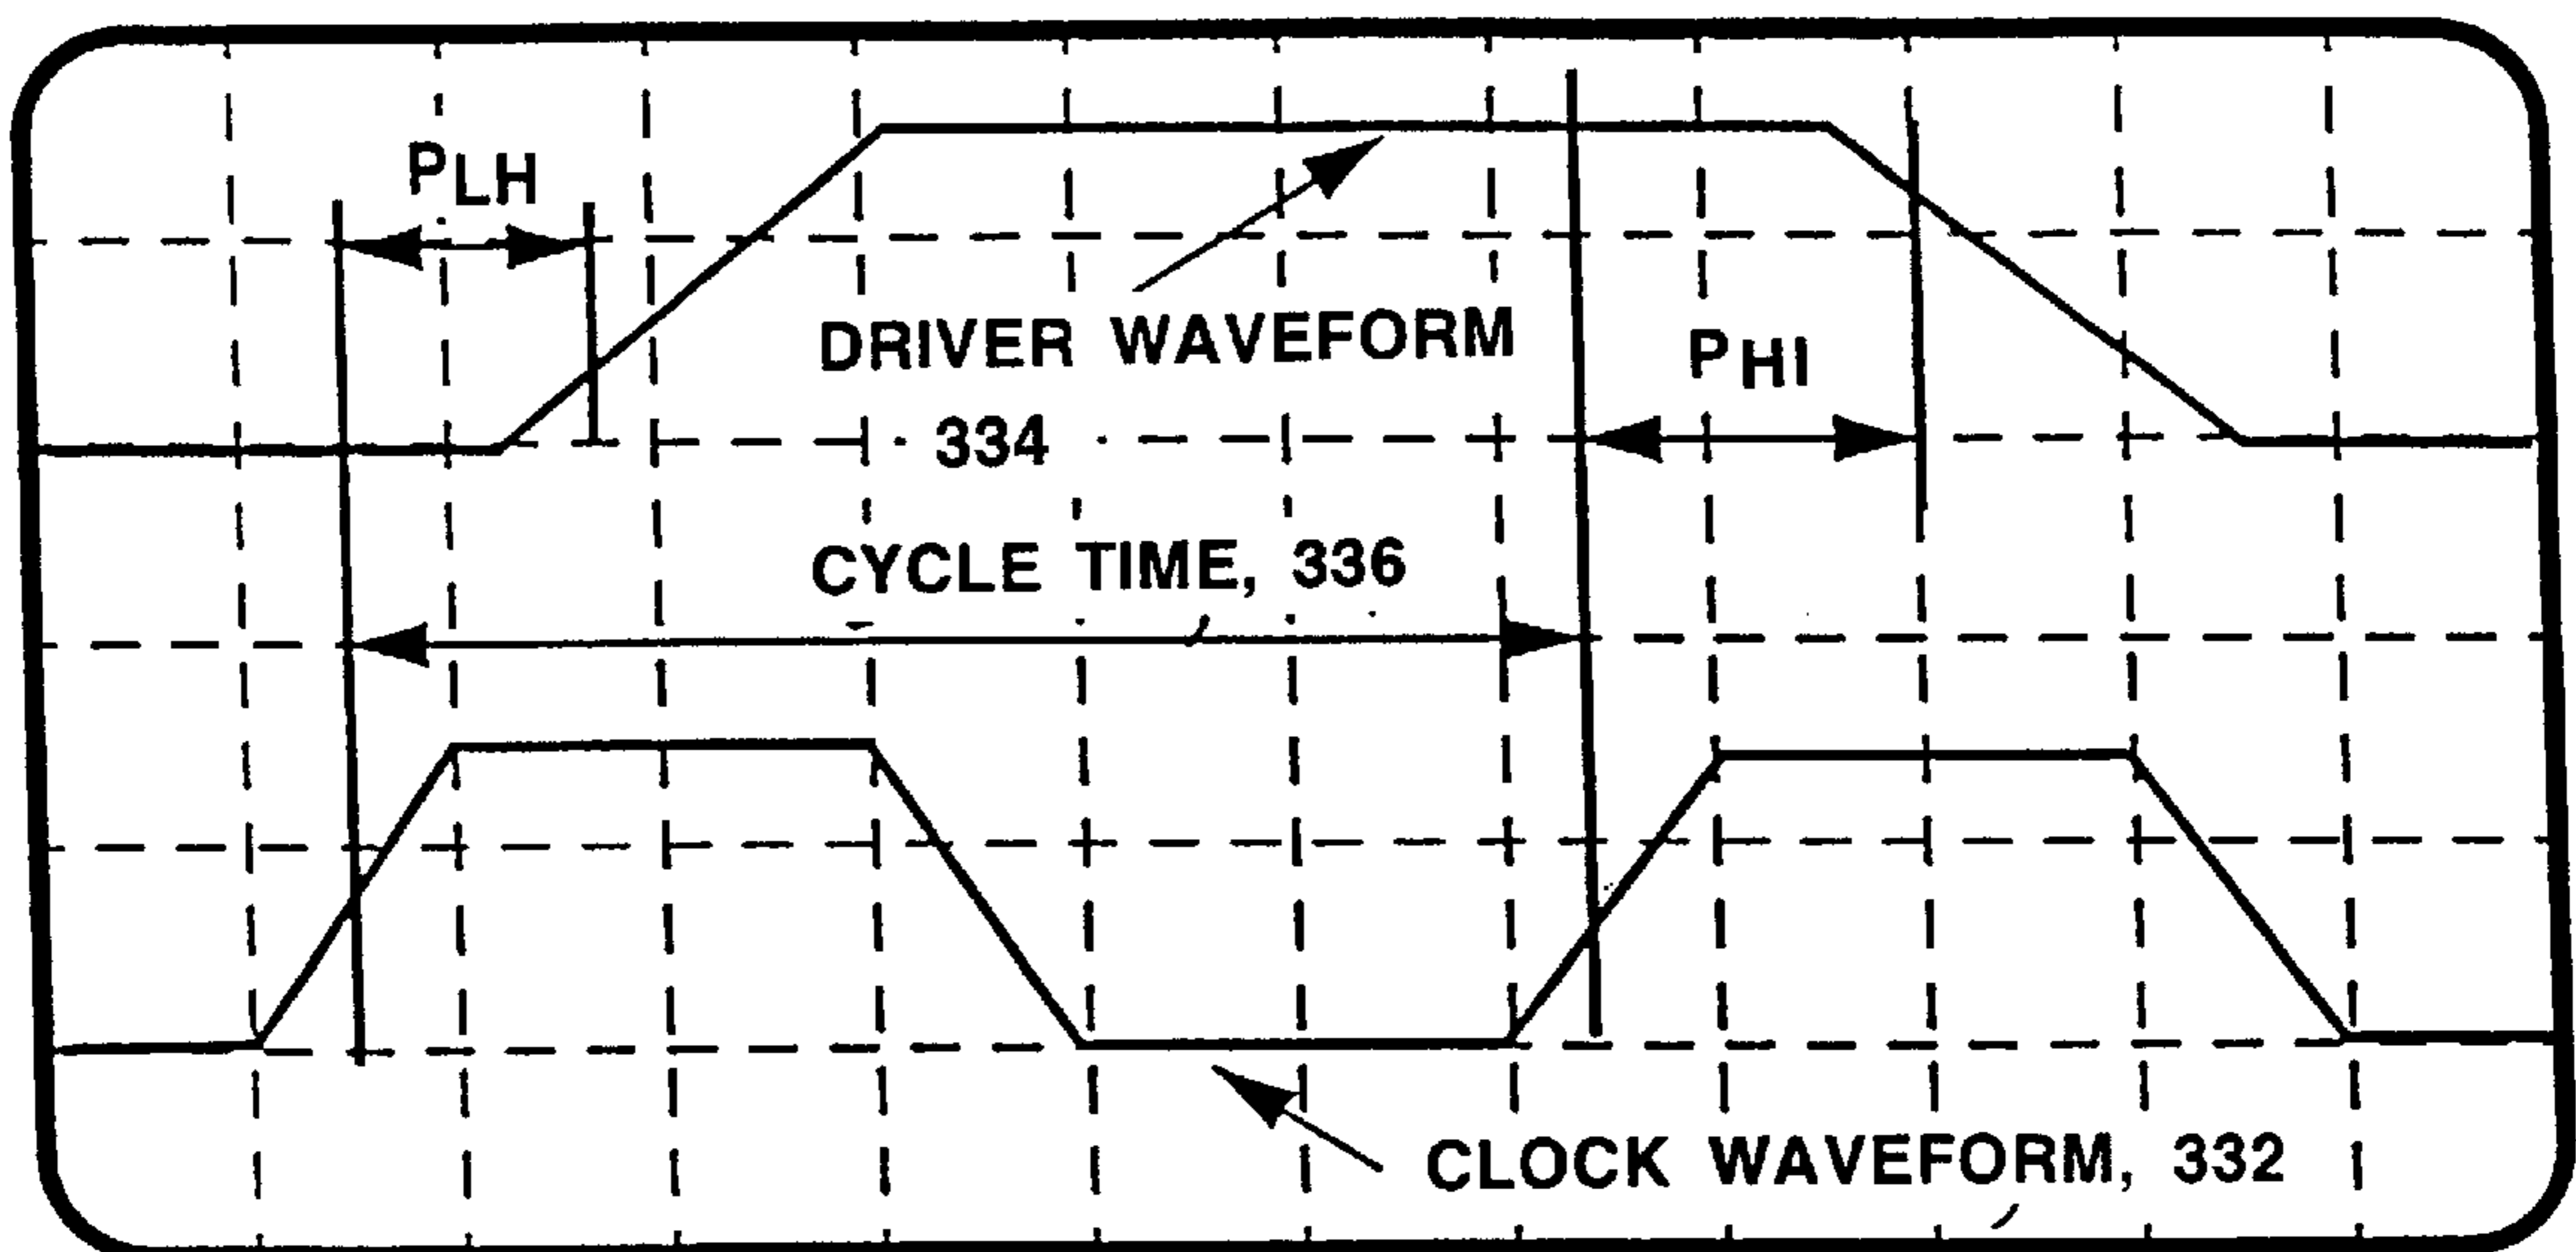 PLH
DRIVER WAVEFORM
334
PHI
CYCLE TIME, 336
CLOCK WAVEFORM, 332